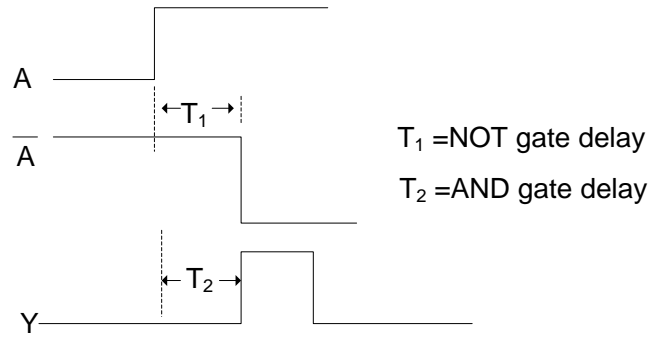 A
T₁
A̅
T₁ =NOT gate delay
T₂ =AND gate delay
T₂
Y